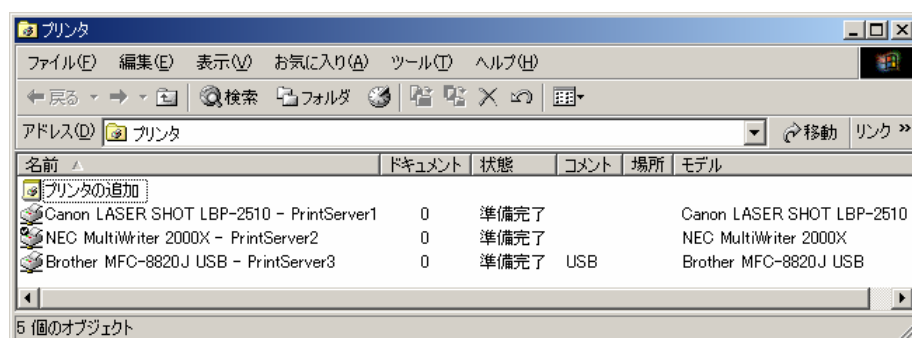 プリンタ
ファイル(F) 編集(E) 表示(V) お気に入り(A) ツール(T) ヘルプ(H)
戻る 検索 フォルダ
アドレス(D) プリンタ 移動 リンク »
名前 ドキュメント 状態 コメント 場所 モデル
プリンタの追加
Canon LASER SHOT LBP-2510 - PrintServer1 0 準備完了 Canon LASER SHOT LBP-2510
NEC MultiWriter 2000X - PrintServer2 0 準備完了 NEC MultiWriter 2000X
Brother MFC-8820J USB - PrintServer3 0 準備完了 USB Brother MFC-8820J USB
5 個のオブジェクト